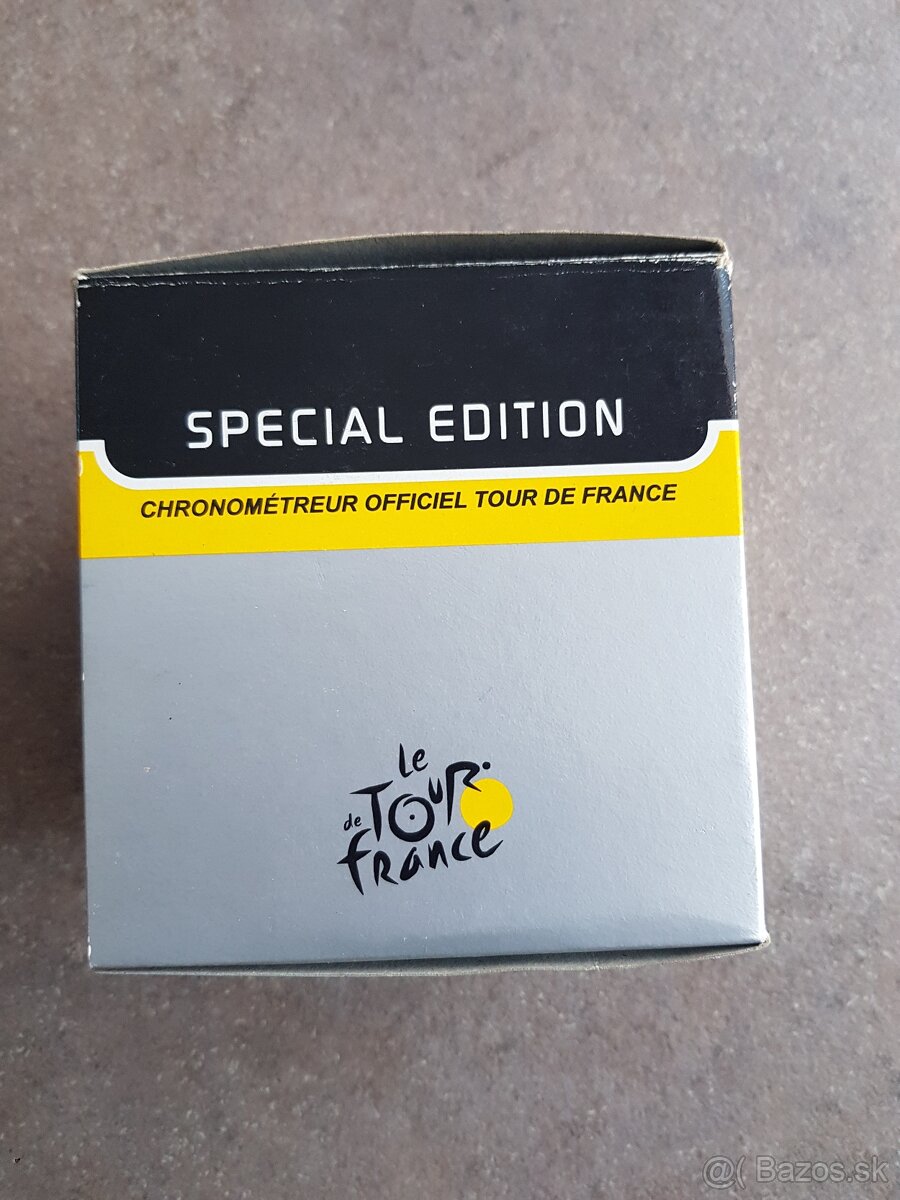 SPECIAL EDITION
CHRONOMÉTREUR OFFICIEL TOUR DE FRANCE
Le
de TOUR
france
@( Bazos.sk